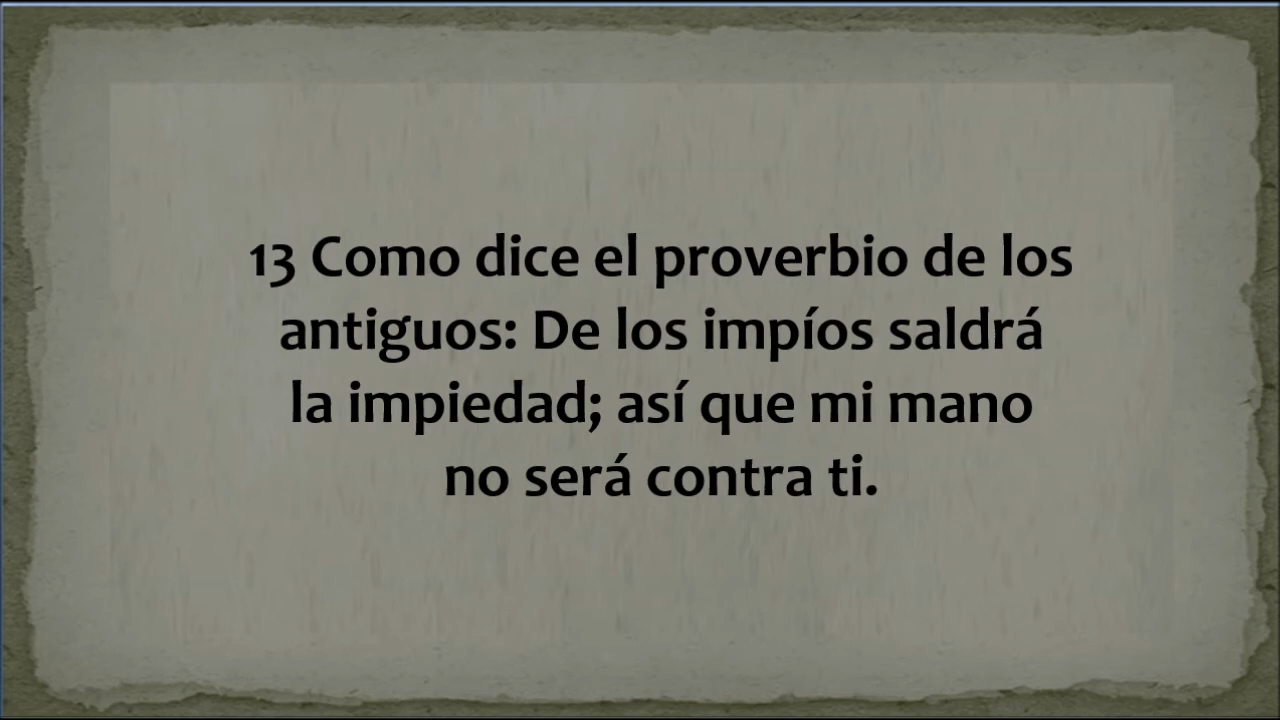 13 Como dice el proverbio de los
antiguos: De los impíos saldrá
la impiedad; así que mi mano
no será contra ti.